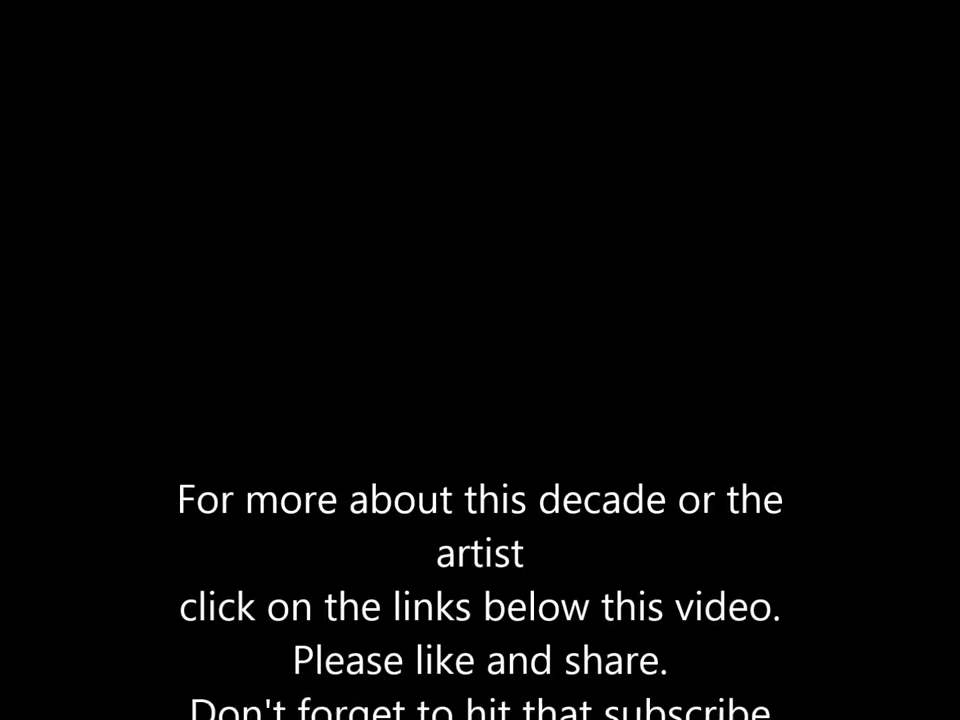 For more about this decade or the
artist
click on the links below this video.
Please like and share.
Don't forget to hit that subscribe